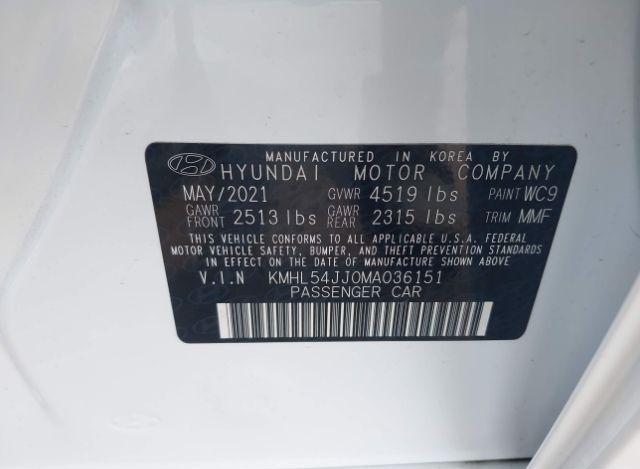 MANUFACTURED IN KOREA BY
HYUNDAI MOTOR COMPANY
MAY/2021 GVWR 4519 lbs PAINT WC9
GAWR FRONT 2513 lbs GAWR REAR 2315 lbs TRIM MMF
THIS VEHICLE CONFORMS TO ALL APPLICABLE U.S.A. FEDERAL
MOTOR VEHICLE SAFETY, BUMPER, AND THEFT PREVENTION STANDARDS
IN EFFECT ON THE DATE OF MANUFACTURE SHOWN ABOVE
V.I.N KMHL54JJ0MA036151
PASSENGER CAR